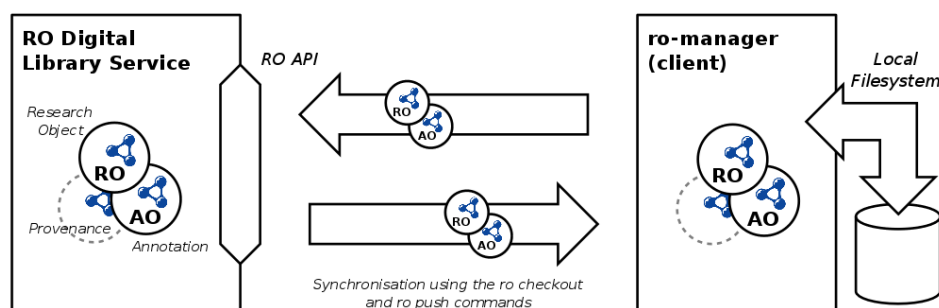 RO Digital
Library Service
Research
Object
RO
AO
Provenance
Annotation
RO API
RO
AO
RO
AO
Synchronisation using the ro checkout
and ro push commands
ro-manager
(client)
RO
AO
Local
Filesystem